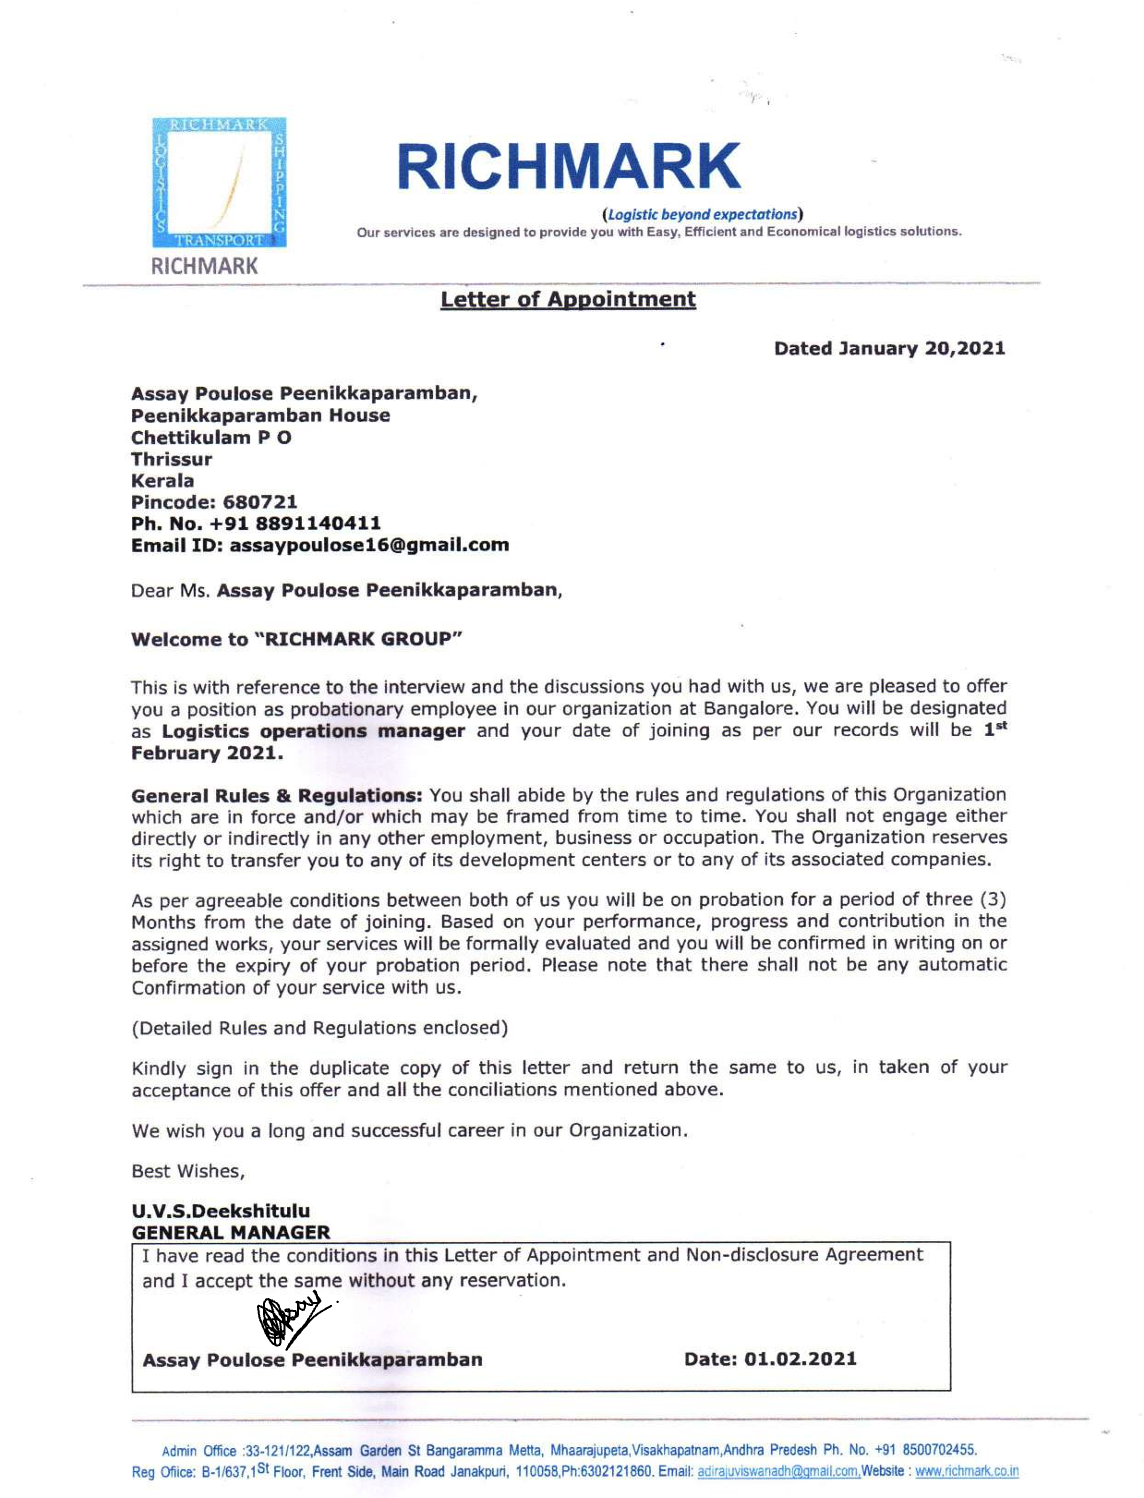 RICHMARK
LOGISTICS
SHIPPING
TRANSPORT
RICHMARK
RICHMARK
(Logistic beyond expectations)
Our services are designed to provide you with Easy, Efficient and Economical logistics solutions.
Letter of Appointment
Dated January 20,2021
Assay Poulose Peenikkaparamban,
Peenikkaparamban House
Chettikulam P O
Thrissur
Kerala
Pincode: 680721
Ph. No. +91 8891140411
Email ID: assaypoulose16@gmail.com
Dear Ms. Assay Poulose Peenikkaparamban,
Welcome to “RICHMARK GROUP”
This is with reference to the interview and the discussions you had with us, we are pleased to offer
you a position as probationary employee in our organization at Bangalore. You will be designated
as Logistics operations manager and your date of joining as per our records will be 1st
February 2021.
General Rules & Regulations: You shall abide by the rules and regulations of this Organization
which are in force and/or which may be framed from time to time. You shall not engage either
directly or indirectly in any other employment, business or occupation. The Organization reserves
its right to transfer you to any of its development centers or to any of its associated companies.
As per agreeable conditions between both of us you will be on probation for a period of three (3)
Months from the date of joining. Based on your performance, progress and contribution in the
assigned works, your services will be formally evaluated and you will be confirmed in writing on or
before the expiry of your probation period. Please note that there shall not be any automatic
Confirmation of your service with us.
(Detailed Rules and Regulations enclosed)
Kindly sign in the duplicate copy of this letter and return the same to us, in taken of your
acceptance of this offer and all the conciliations mentioned above.
We wish you a long and successful career in our Organization.
Best Wishes,
U.V.S.Deekshitulu
GENERAL MANAGER
I have read the conditions in this Letter of Appointment and Non-disclosure Agreement
and I accept the same without any reservation.
Assay Poulose Peenikkaparamban Date: 01.02.2021
Admin Office :33-121/122,Assam Garden St Bangaramma Metta, Mhaarajupeta,Visakhapatnam,Andhra Predesh Ph. No. +91 8500702455.
Reg Ofiice: B-1/637,1St Floor, Frent Side, Main Road Janakpuri, 110058,Ph:6302121860. Email: adirajuviswanadh@gmail.com,Website : www.richmark.co.in